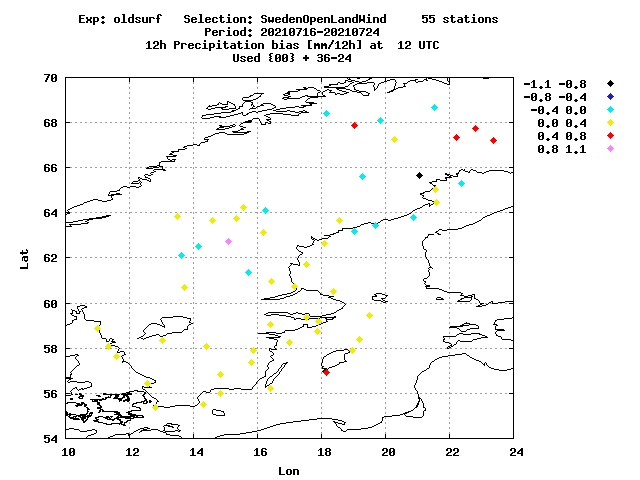 Exp: oldsurf   Selection: SwedenOpenLandWind     55 stations
Period: 20210716-20210724
12h Precipitation bias [mm/12h] at  12 UTC
Used {00} + 36-24
-1.1 -0.8
-0.8 -0.4
-0.4 0.0
0.0 0.4
0.4 0.8
0.8 1.1
70
68
66
64
62
60
58
56
54
Lat
10 12 14 16 18 20 22 24
Lon